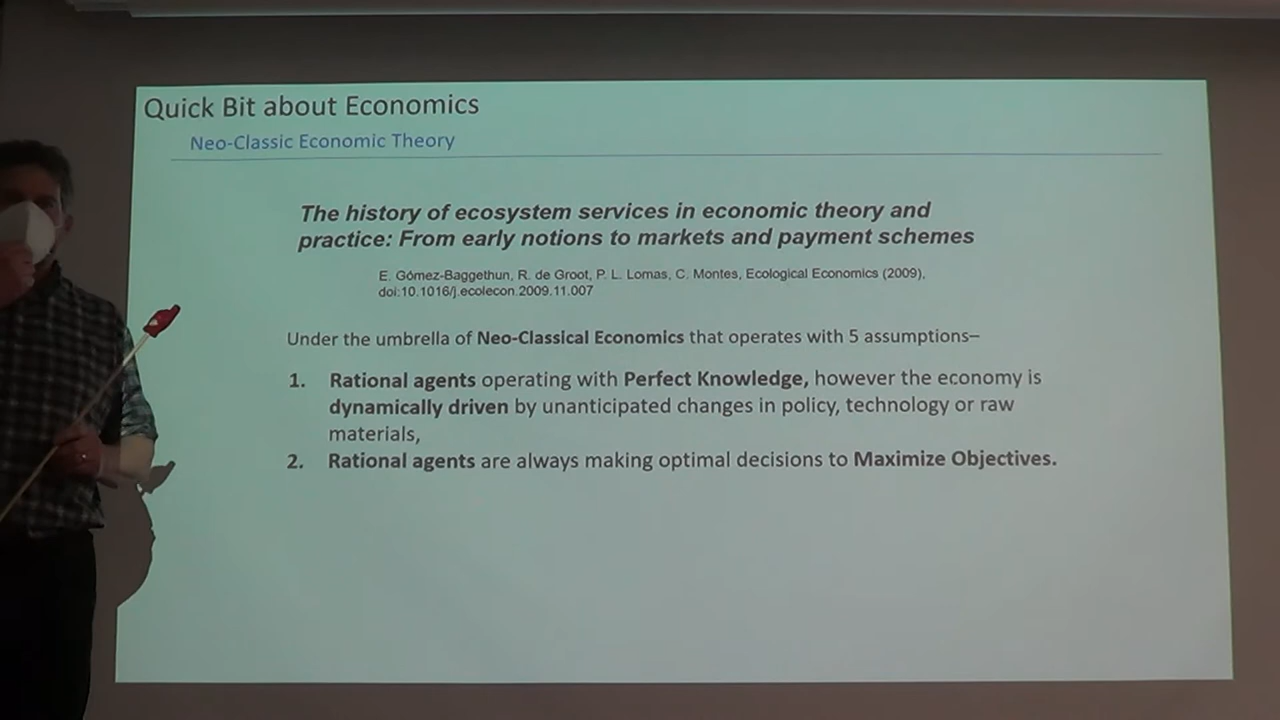 Quick Bit about Economics
Neo-Classic Economic Theory
The history of ecosystem services in economic theory and
practice: From early notions to markets and payment schemes
E. Gómez-Baggethun, R. de Groot, P. L. Lomas, C. Montes, Ecological Economics (2009),
doi:10.1016/j.ecolecon.2009.11.007
Under the umbrella of Neo-Classical Economics that operates with 5 assumptions–
1. Rational agents operating with Perfect Knowledge, however the economy is
dynamically driven by unanticipated changes in policy, technology or raw
materials,
2. Rational agents are always making optimal decisions to Maximize Objectives.